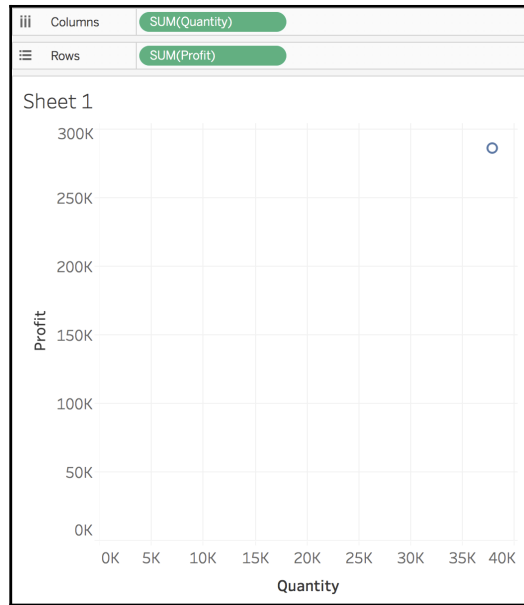 Columns SUM(Quantity)
Rows SUM(Profit)
Sheet 1
300K
250K
200K
150K
100K
50K
0K
Profit
0K 5K 10K 15K 20K 25K 30K 35K 40K
Quantity